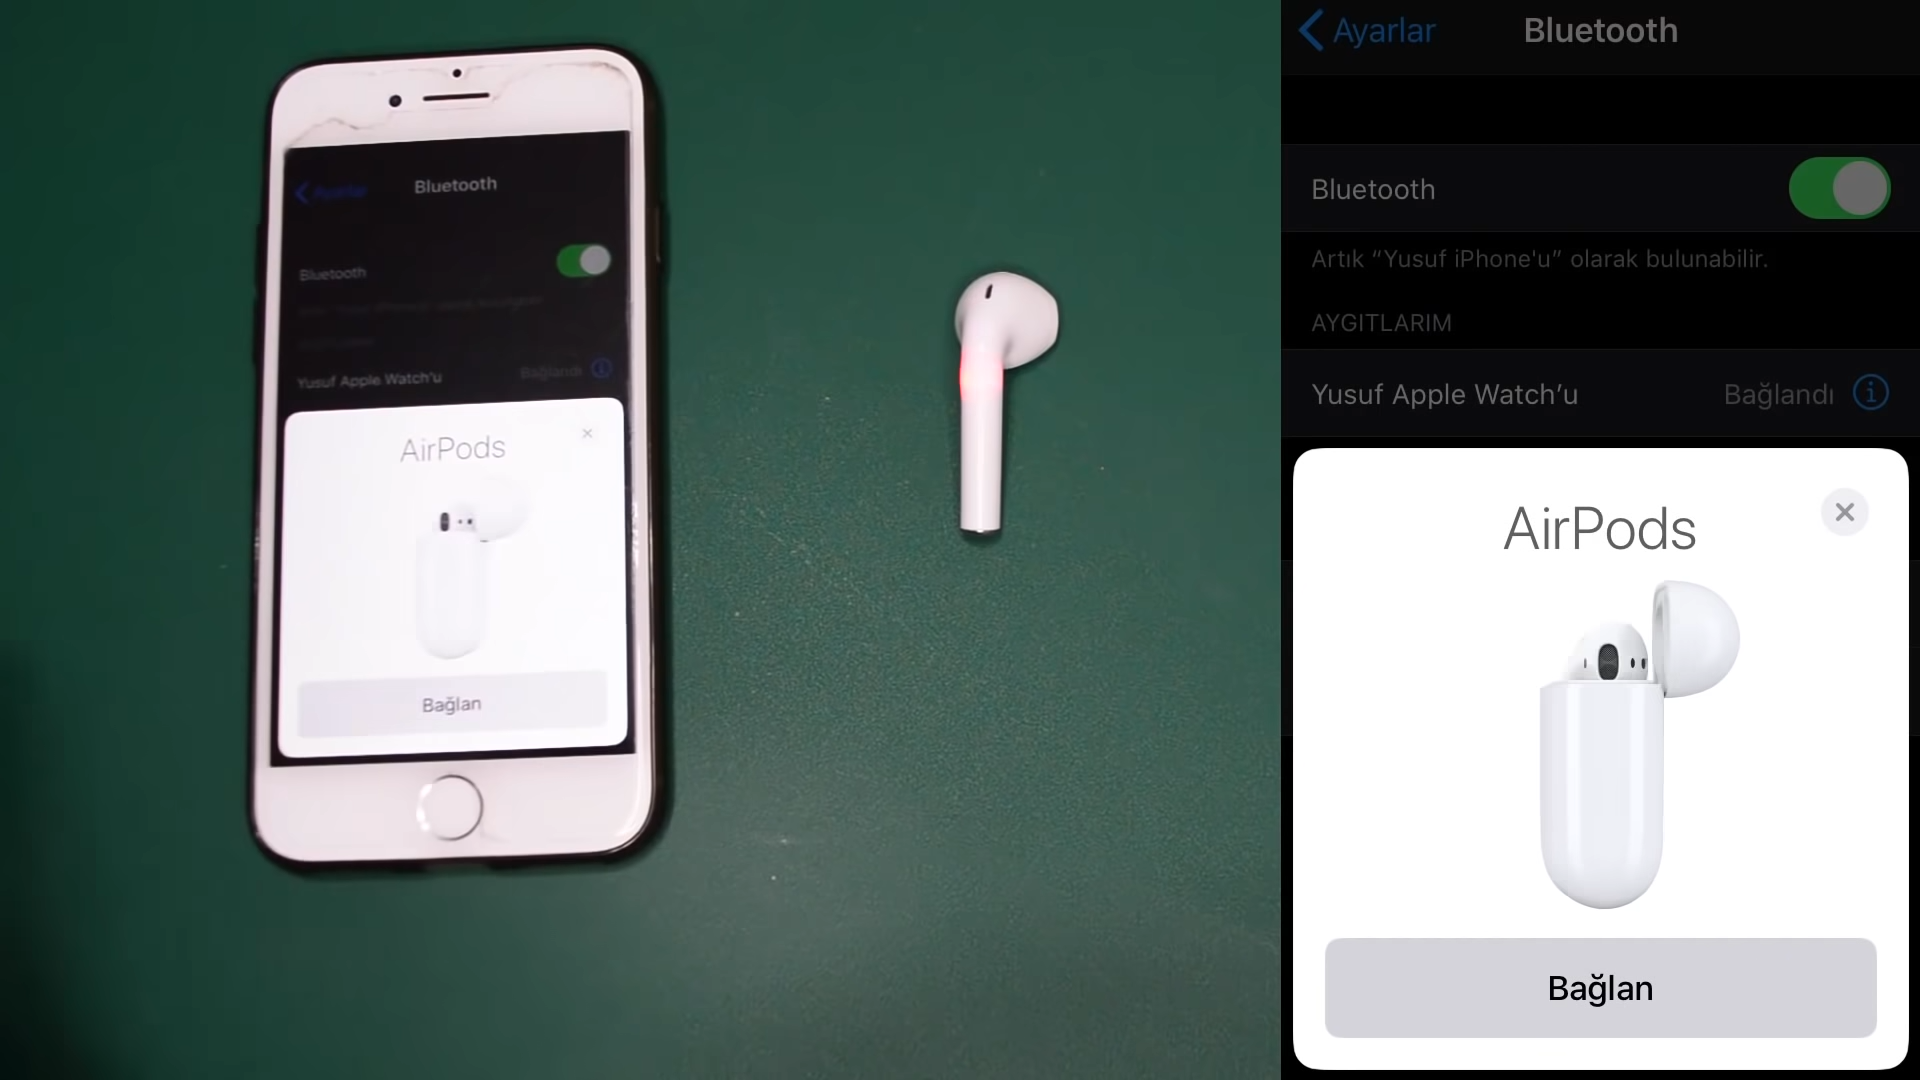 Bluetooth
Bluetooth
Yusuf Apple Watch'u
Bağlandı
AirPods
Bağlan
Ayarlar
Bluetooth
Bluetooth
Artık “Yusuf iPhone'u” olarak bulunabilir.
AYGITLARIM
Yusuf Apple Watch’u
Bağlandı
AirPods
Bağlan